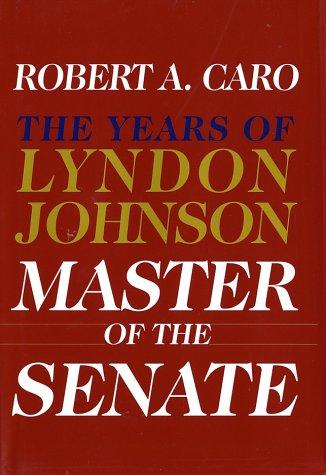 ROBERT A. CARO
THE YEARS OF
LYNDON
JOHNSON
MASTER
OF THE
SENATE